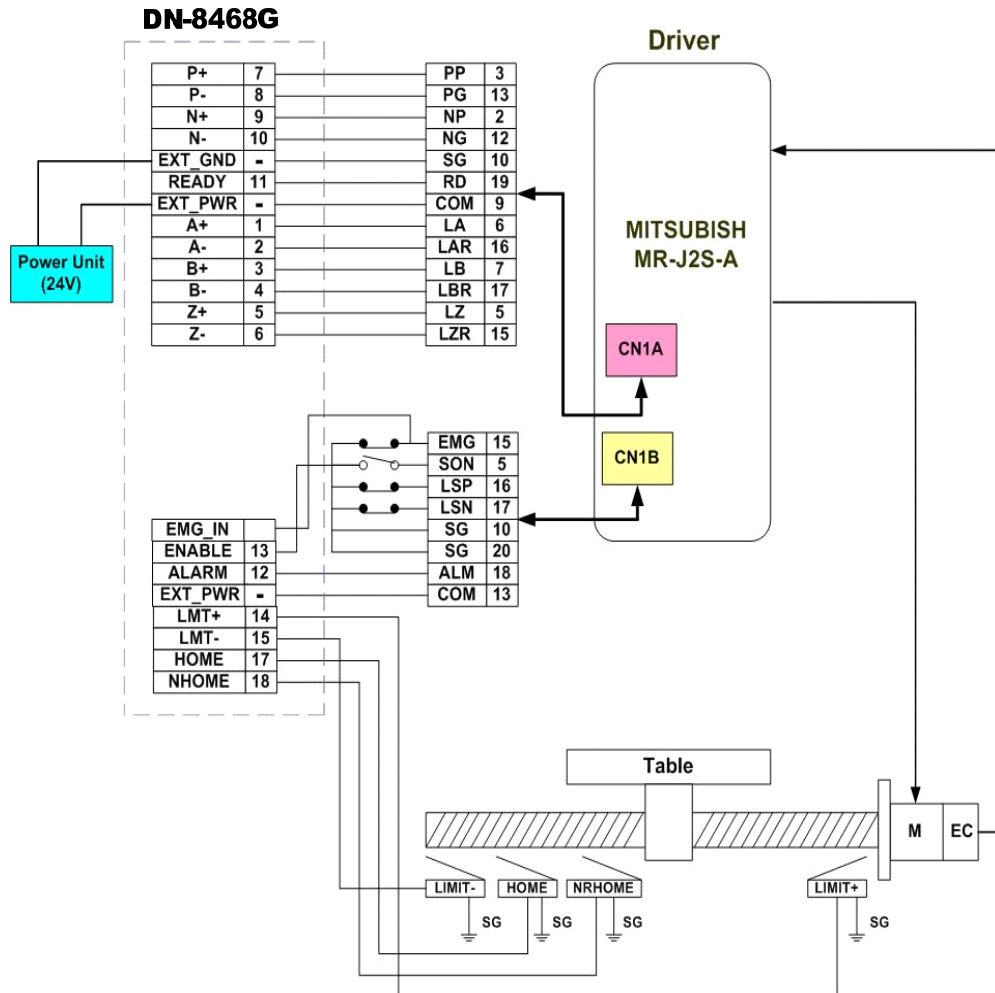 DN-8468G
Driver
P+ 7 PP 3
P- 8 PG 13
N+ 9 NP 2
N- 10 NG 12
EXT_GND - SG 10
READY 11 RD 19
EXT_PWR - COM 9
A+ 1 LA 6
A- 2 LAR 16
B+ 3 LB 7
B- 4 LBR 17
Z+ 5 LZ 5
Z- 6 LZR 15
Power Unit
(24V)
MITSUBISH
MR-J2S-A
CN1A
CN1B
EMG 15
SON 5
LSP 16
LSN 17
EMG_IN SG 10
ENABLE 13 SG 20
ALARM 12 ALM 18
EXT_PWR - COM 13
LMT+ 14
LMT- 15
HOME 17
NHOME 18
Table
M EC
LIMIT- HOME NRHOME LIMIT+
SG SG SG SG